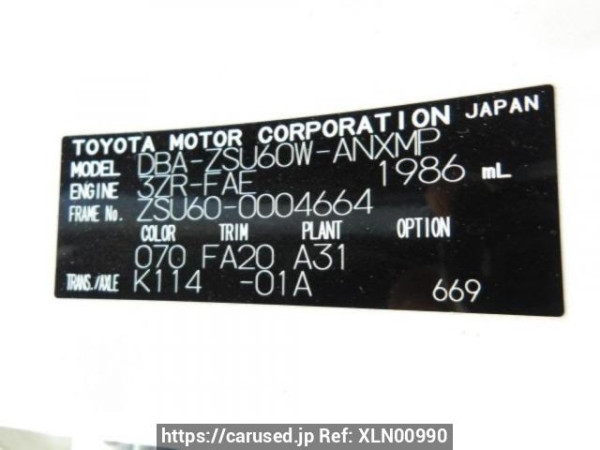 TOYOTA MOTOR CORPORATION JAPAN
MODEL DBA-ZSU60W-ANXMP
ENGINE 3ZR-FAE 1986 mL
FRAME No. ZSU60-0004664
COLOR TRIM PLANT OPTION
070 FA20 A31
TRANS./AXLE K114 -01A 669
https://carused.jp Ref: XLN00990